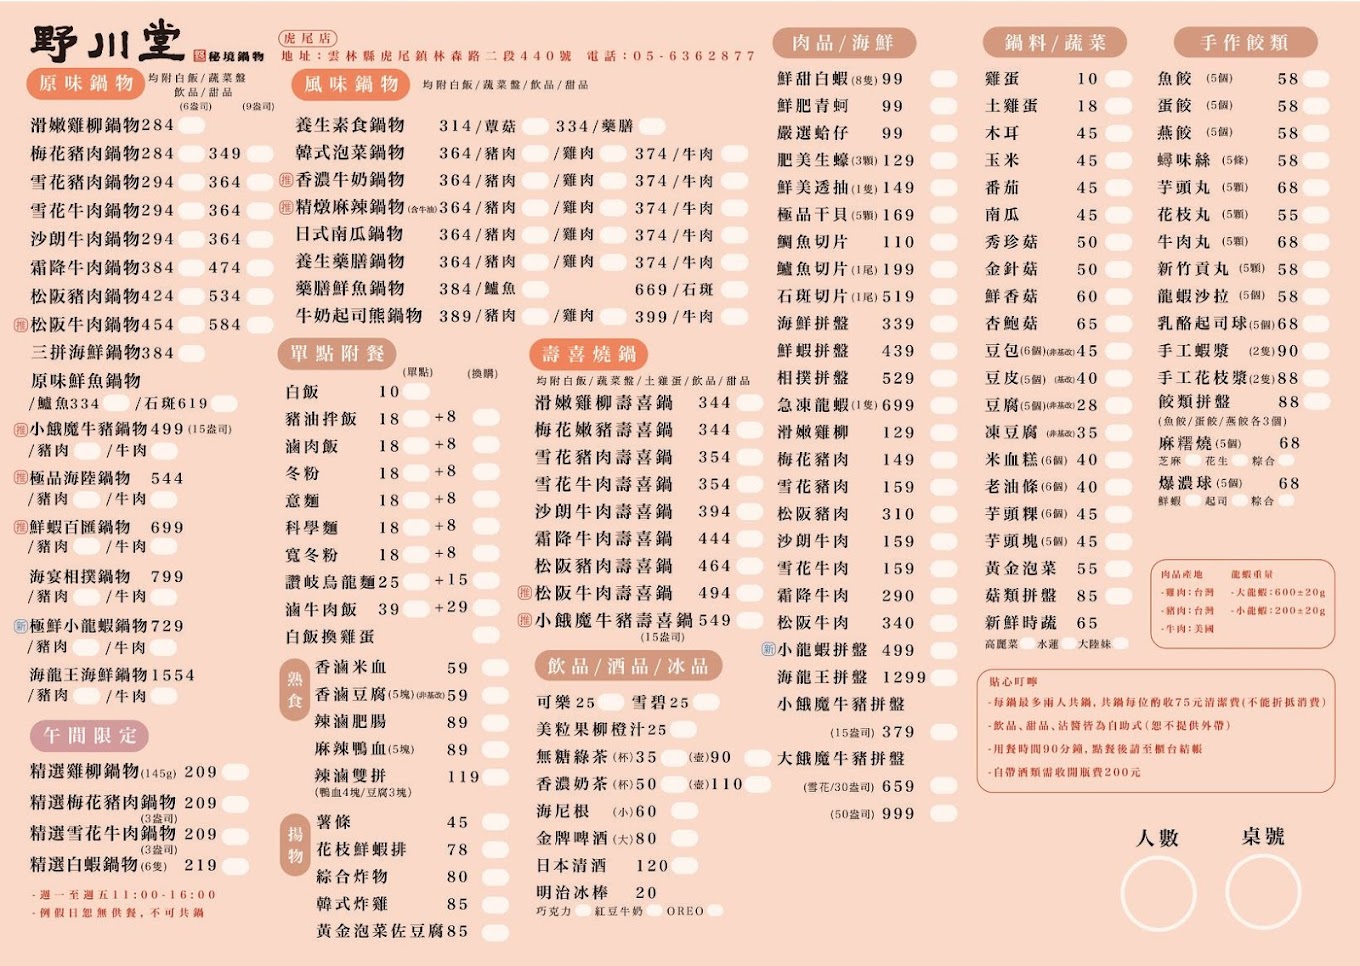 野川堂 秘境鍋物
虎尾店
地址:雲林縣虎尾鎮林森路二段440號 電話:05-6362877
原味鍋物
均附白飯/蔬菜盤
飲品/甜品
(6盎司) (9盎司)
滑嫩雞柳鍋物284
梅花豬肉鍋物284 349
雪花豬肉鍋物294 364
雪花牛肉鍋物294 364
沙朗牛肉鍋物294 364
霜降牛肉鍋物384 474
松阪豬肉鍋物424 534
推 松阪牛肉鍋物454 584
三拼海鮮鍋物384
原味鮮魚鍋物
/鱸魚334 /石斑619
推 小餓魔牛豬鍋物499 (15盎司)
/豬肉 /牛肉
推 極品海陸鍋物 544
/豬肉 /牛肉
推 鮮蝦百匯鍋物 699
/豬肉 /牛肉
海宴相撲鍋物 799
/豬肉 /牛肉
新 極鮮小龍蝦鍋物729
/豬肉 /牛肉
海龍王海鮮鍋物1554
/豬肉 /牛肉
午間限定
精選雞柳鍋物(145g) 209
精選梅花豬肉鍋物 209
(3盎司)
精選雪花牛肉鍋物 209
(3盎司)
精選白蝦鍋物(6隻) 219
-週一至週五11:00-16:00
-例假日恕無供餐,不可共鍋
風味鍋物
均附白飯/蔬菜盤/飲品/甜品
養生素食鍋物 314/蕈菇 334/藥膳
韓式泡菜鍋物 364/豬肉 /雞肉 374/牛肉
推 香濃牛奶鍋物 364/豬肉 /雞肉 374/牛肉
推 精燉麻辣鍋物(含牛油)364/豬肉 /雞肉 374/牛肉
日式南瓜鍋物 364/豬肉 /雞肉 374/牛肉
養生藥膳鍋物 364/豬肉 /雞肉 374/牛肉
藥膳鮮魚鍋物 384/鱸魚 669/石斑
牛奶起司熊鍋物 389/豬肉 /雞肉 399/牛肉
單點附餐
(單點) (換購)
白飯 10
豬油拌飯 18 +8
滷肉飯 18 +8
冬粉 18 +8
意麵 18 +8
科學麵 18 +8
寬冬粉 18 +8
讚岐烏龍麵25 +15
滷牛肉飯 39 +29
白飯換雞蛋
熟食
香滷米血 59
香滷豆腐(5塊)(非基改)59
辣滷肥腸 89
麻辣鴨血(5塊) 89
辣滷雙拼 119
(鴨血4塊/豆腐3塊)
揚物
薯條 45
花枝鮮蝦排 78
綜合炸物 80
韓式炸雞 85
黃金泡菜佐豆腐85
壽喜燒鍋
均附白飯/蔬菜盤/土雞蛋/飲品/甜品
滑嫩雞柳壽喜鍋 344
梅花嫩豬壽喜鍋 344
雪花豬肉壽喜鍋 354
雪花牛肉壽喜鍋 354
沙朗牛肉壽喜鍋 394
霜降牛肉壽喜鍋 444
松阪豬肉壽喜鍋 464
推 松阪牛肉壽喜鍋 494
推 小餓魔牛豬壽喜鍋549
(15盎司)
飲品/酒品/冰品
可樂25 雪碧25
美粒果柳橙汁25
無糖綠茶(杯)35 (壺)90
香濃奶茶(杯)50 (壺)110
海尼根 (小)60
金牌啤酒(大)80
日本清酒 120
明治冰棒 20
巧克力 紅豆牛奶 OREO
肉品/海鮮
鮮甜白蝦(8隻)99
鮮肥青蚵 99
嚴選蛤仔 99
肥美生蠔(3顆)129
鮮美透抽(1隻)149
極品干貝(5顆)169
鯛魚切片 110
鱸魚切片(1尾)199
石斑切片(1尾)519
海鮮拼盤 339
鮮蝦拼盤 439
相撲拼盤 529
急凍龍蝦(1隻)699
滑嫩雞柳 129
梅花豬肉 149
雪花豬肉 159
松阪豬肉 310
沙朗牛肉 159
雪花牛肉 159
霜降牛肉 290
松阪牛肉 340
新 小龍蝦拼盤 499
海龍王拼盤 1299
小餓魔牛豬拼盤
(15盎司) 379
大餓魔牛豬拼盤
(雪花/30盎司) 659
(50盎司) 999
鍋料/蔬菜
雞蛋 10
土雞蛋 18
木耳 45
玉米 45
番茄 45
南瓜 45
秀珍菇 50
金針菇 50
鮮香菇 60
杏鮑菇 65
豆包(6個)(非基改)45
豆皮(5個) (基改)40
豆腐(5個)(非基改)28
凍豆腐 (非基改)35
米血糕(6個) 40
老油條(6個) 40
芋頭粿(6個) 45
芋頭塊(5個) 45
黃金泡菜 55
菇類拼盤 85
新鮮時蔬 65
高麗菜 水蓮 大陸妹
手作餃類
魚餃 (5個) 58
蛋餃 (5個) 58
燕餃 (5個) 58
蟳味絲 (5條) 58
芋頭丸 (5顆) 68
花枝丸 (5顆) 55
牛肉丸 (5顆) 68
新竹貢丸 (5顆) 58
龍蝦沙拉 (5個) 58
乳酪起司球(5個)68
手工蝦漿 (2隻)90
手工花枝漿(2隻)88
餃類拼盤 88
(魚餃/蛋餃/燕餃各3個)
麻糬燒(5個) 68
芝麻 花生 綜合
爆濃球(5個) 68
鮮蝦 起司 綜合
肉品產地 龍蝦重量
-雞肉:台灣 -大龍蝦:600±20g
-豬肉:台灣 -小龍蝦:200±20g
-牛肉:美國
貼心叮嚀
-每鍋最多兩人共鍋,共鍋每位酌收75元清潔費(不能折抵消費)
-飲品、甜品、沾醬皆為自助式(恕不提供外帶)
-用餐時間90分鐘,點餐後請至櫃台結帳
-自帶酒類需收開瓶費200元
人數 桌號